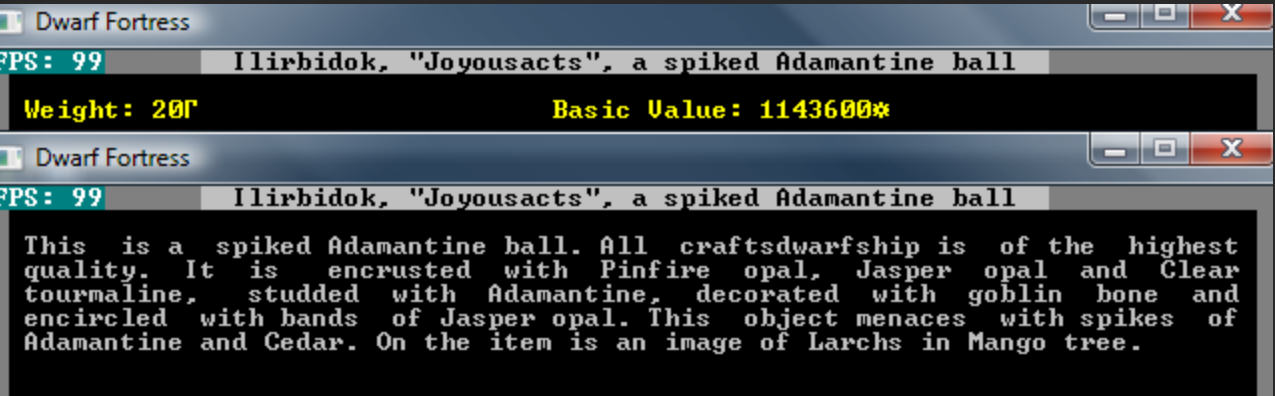 Dwarf Fortress
FPS: 99 Ilirbidok, "Joyousacts", a spiked Adamantine ball
Weight: 20Γ Basic Value: 1143600☼
Dwarf Fortress
FPS: 99 Ilirbidok, "Joyousacts", a spiked Adamantine ball
This is a spiked Adamantine ball. All craftsdwarfship is of the highest
quality. It is encrusted with Pinfire opal, Jasper opal and Clear
tourmaline, studded with Adamantine, decorated with goblin bone and
encircled with bands of Jasper opal. This object menaces with spikes of
Adamantine and Cedar. On the item is an image of Larchs in Mango tree.